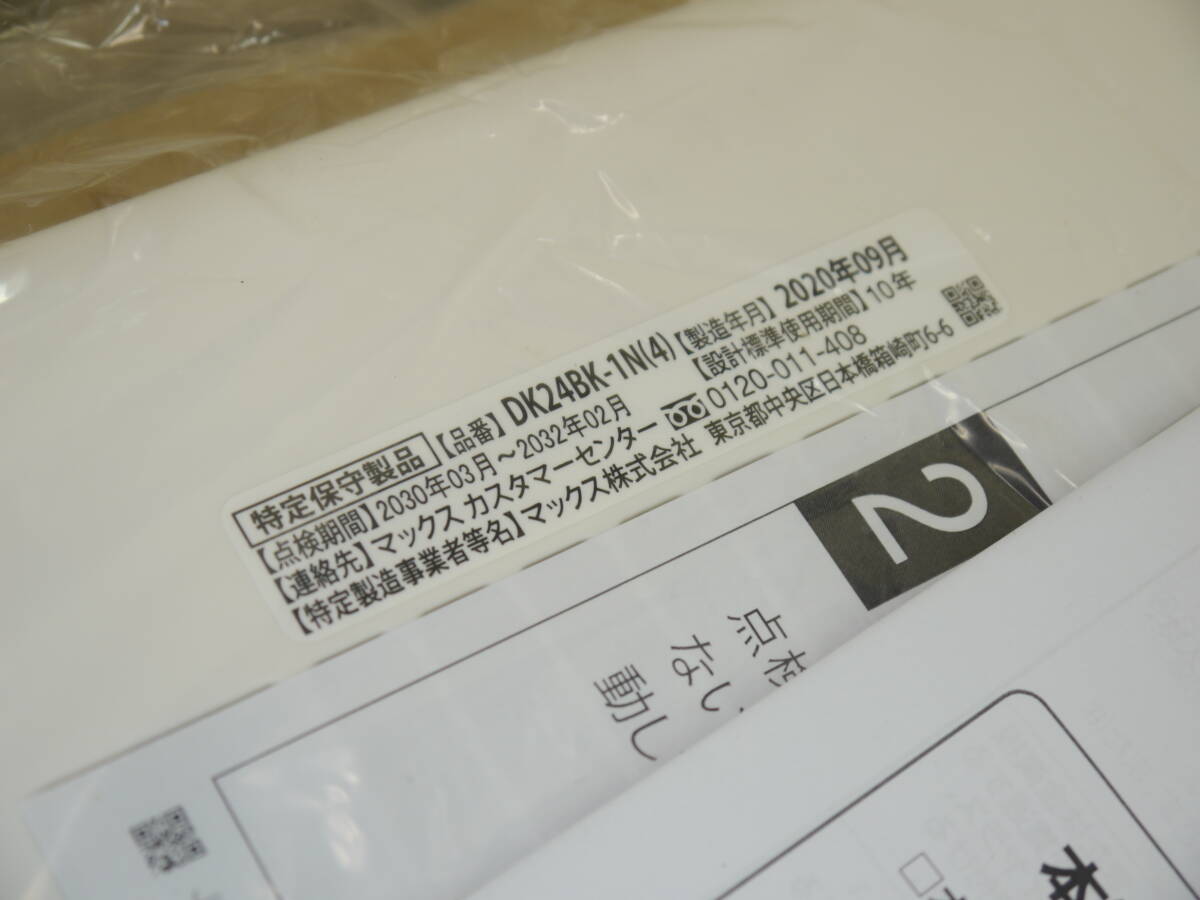 特定保守製品 【品番】DK24BK-1N(4) 【製造年月】2020年09月
【点検期間】2030年03月～2032年02月 【設計標準使用期間】10年
【連絡先】マックス カスタマーセンター 0120-011-408
【特定製造事業者等名】マックス株式会社 東京都中央区日本橋箱崎町6-6
2
点検
ない
動し
本